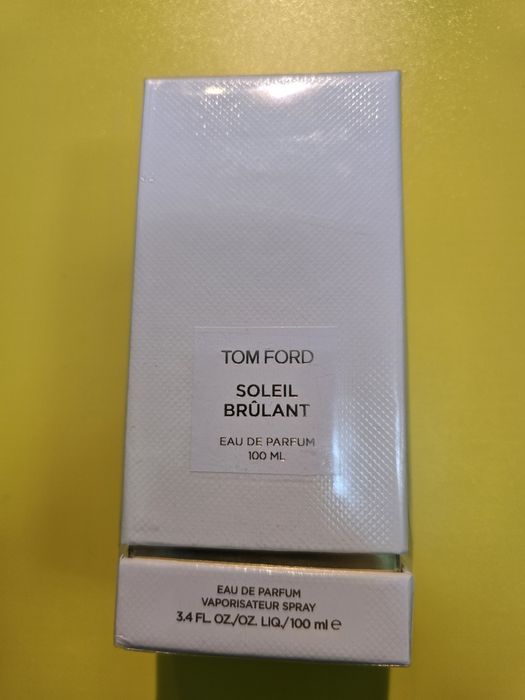 TOM FORD
SOLEIL
BRÛLANT
EAU DE PARFUM
100 ML
EAU DE PARFUM
VAPORISATEUR SPRAY
3.4 FL. OZ./OZ. LIQ./100 ml ℮